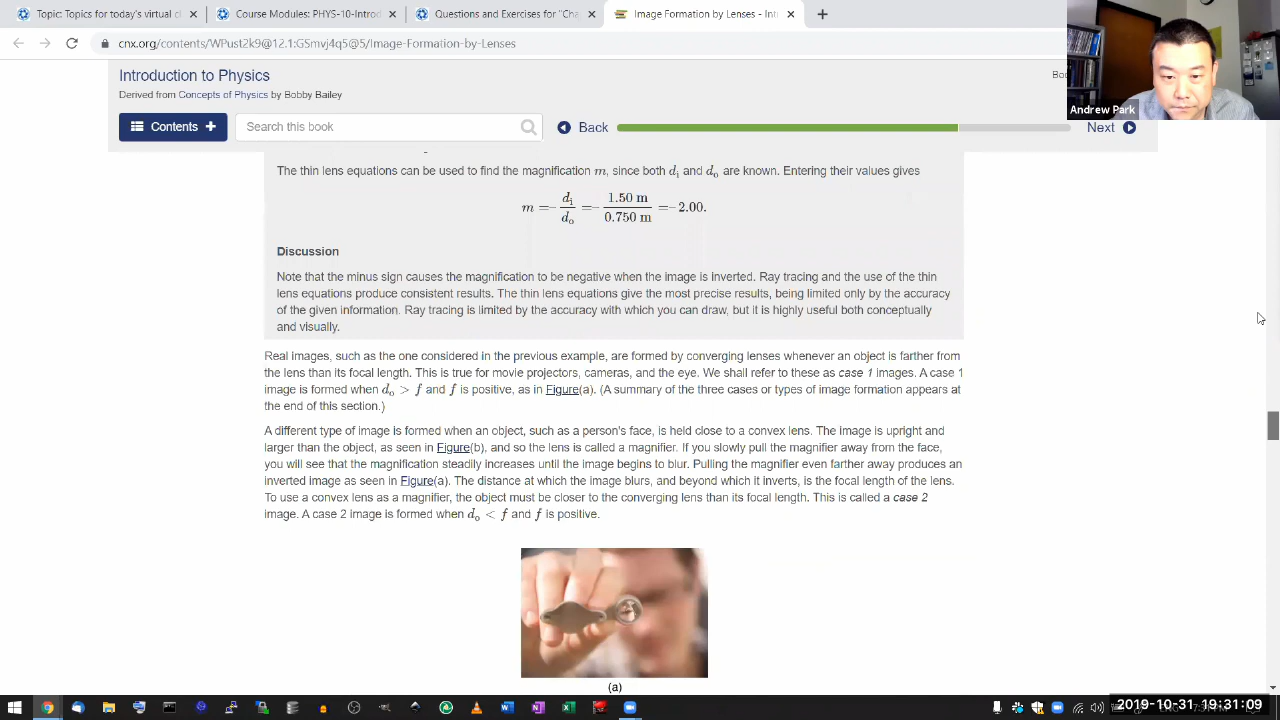 Topic: Topics for today's virtual cl
Course Modules: PHYS-10-Introd
Questions and Exercises for "Cha
Image Formation by Lenses - Intr
cnx.org/contents/WPust2k9@12.1:GSmvj4q5@5/Image-Formation-by-Lenses
Andrew Park
Introduction to Physics
Derived from Concepts of Physics by Bobby Bailey
Contents +
Search this book
Back
Next
The thin lens equations can be used to find the magnification m, since both di and do are known. Entering their values gives
m =− di/do =− 1.50 m/0.750 m =− 2.00.
Discussion
Note that the minus sign causes the magnification to be negative when the image is inverted. Ray tracing and the use of the thin
lens equations produce consistent results. The thin lens equations give the most precise results, being limited only by the accuracy
of the given information. Ray tracing is limited by the accuracy with which you can draw, but it is highly useful both conceptually
and visually.
Real images, such as the one considered in the previous example, are formed by converging lenses whenever an object is farther from
the lens than its focal length. This is true for movie projectors, cameras, and the eye. We shall refer to these as case 1 images. A case 1
image is formed when do > f and f is positive, as in Figure(a). (A summary of the three cases or types of image formation appears at
the end of this section.)
A different type of image is formed when an object, such as a person's face, is held close to a convex lens. The image is upright and
larger than the object, as seen in Figure(b), and so the lens is called a magnifier. If you slowly pull the magnifier away from the face,
you will see that the magnification steadily increases until the image begins to blur. Pulling the magnifier even farther away produces an
inverted image as seen in Figure(a). The distance at which the image blurs, and beyond which it inverts, is the focal length of the lens.
To use a convex lens as a magnifier, the object must be closer to the converging lens than its focal length. This is called a case 2
image. A case 2 image is formed when do < f and f is positive.
(a)
2019-10-31 19:31:09